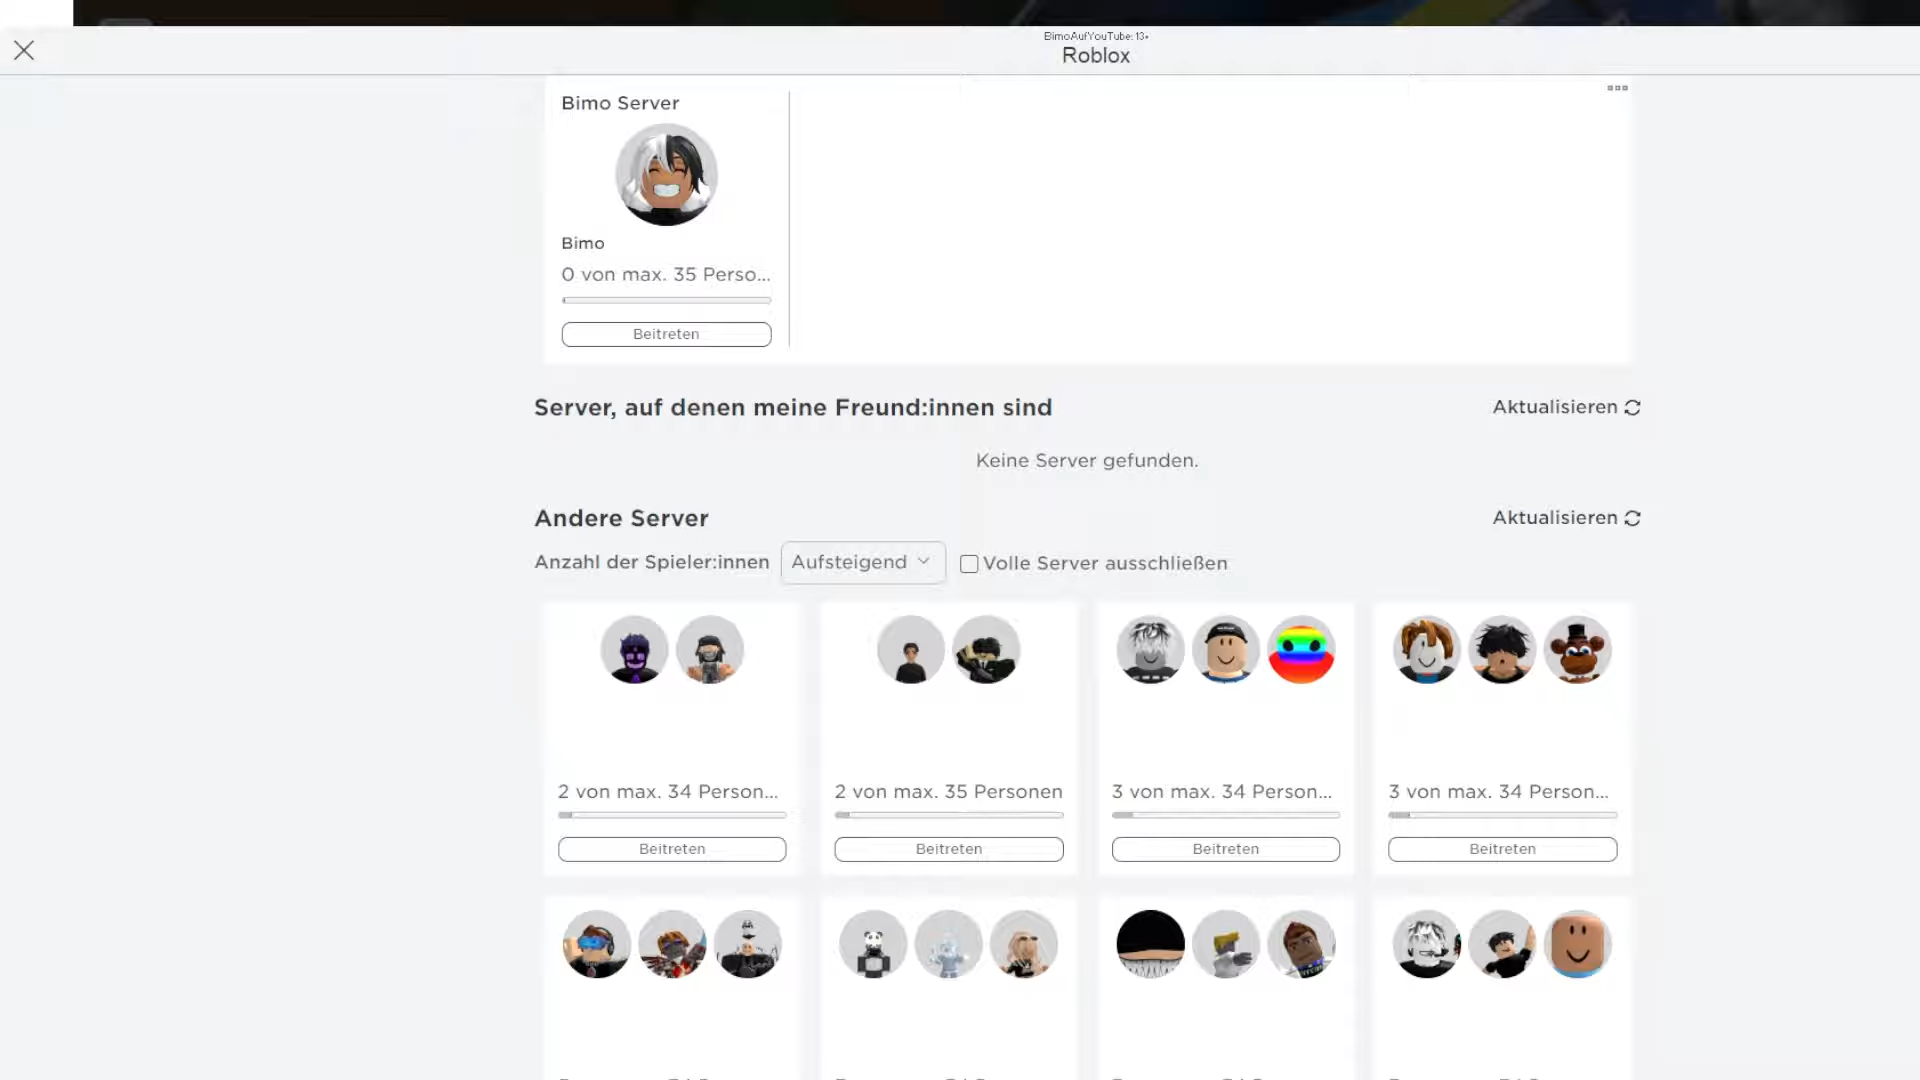 BimoAufYouTube: 13+
Roblox
Bimo Server
Bimo
0 von max. 35 Perso...
Beitreten
Server, auf denen meine Freund:innen sind
Aktualisieren
Keine Server gefunden.
Andere Server
Aktualisieren
Anzahl der Spieler:innen
Aufsteigend
Volle Server ausschließen
2 von max. 34 Person...
2 von max. 35 Personen
3 von max. 34 Person...
3 von max. 34 Person...
Beitreten
Beitreten
Beitreten
Beitreten